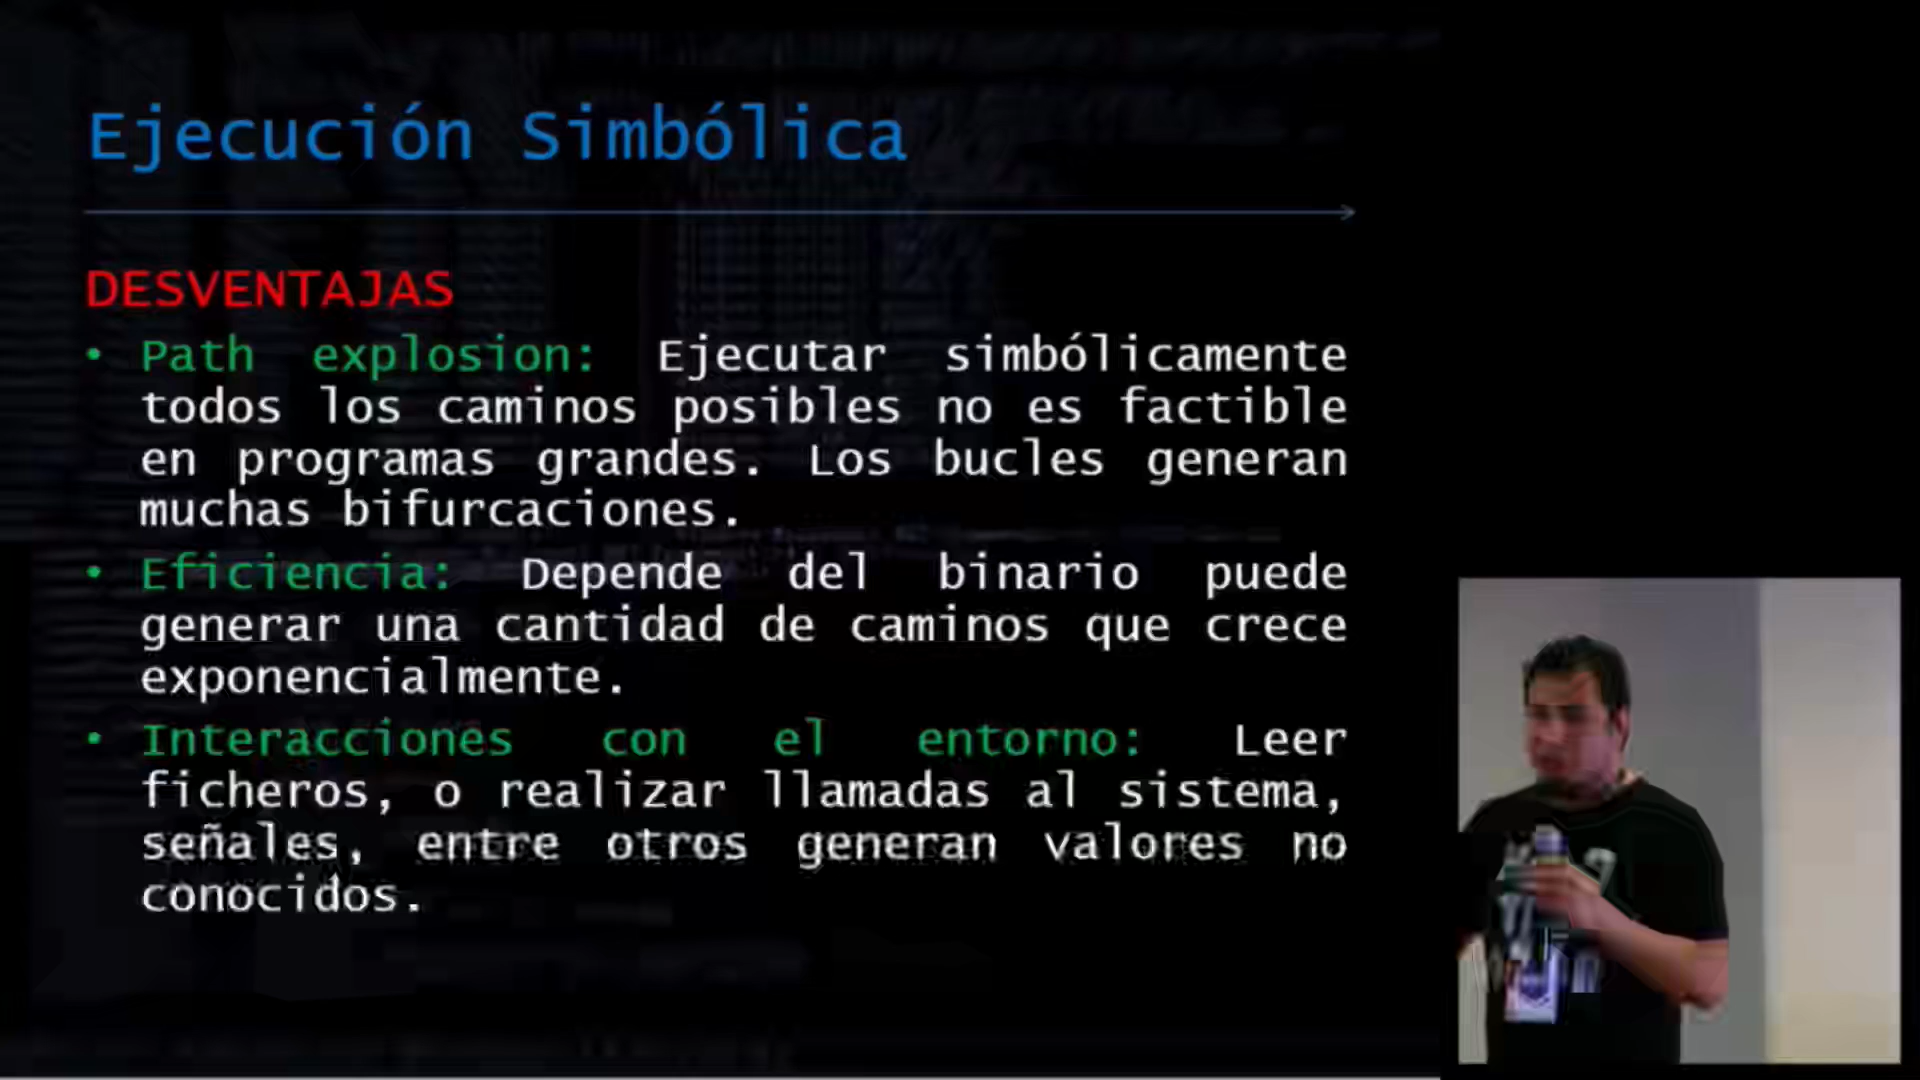 Ejecución Simbólica
DESVENTAJAS
• Path explosion: Ejecutar simbólicamente
todos los caminos posibles no es factible
en programas grandes. Los bucles generan
muchas bifurcaciones.
• Eficiencia: Depende del binario puede
generar una cantidad de caminos que crece
exponencialmente.
• Interacciones con el entorno: Leer
ficheros, o realizar llamadas al sistema,
señales, entre otros generan valores no
conocidos.